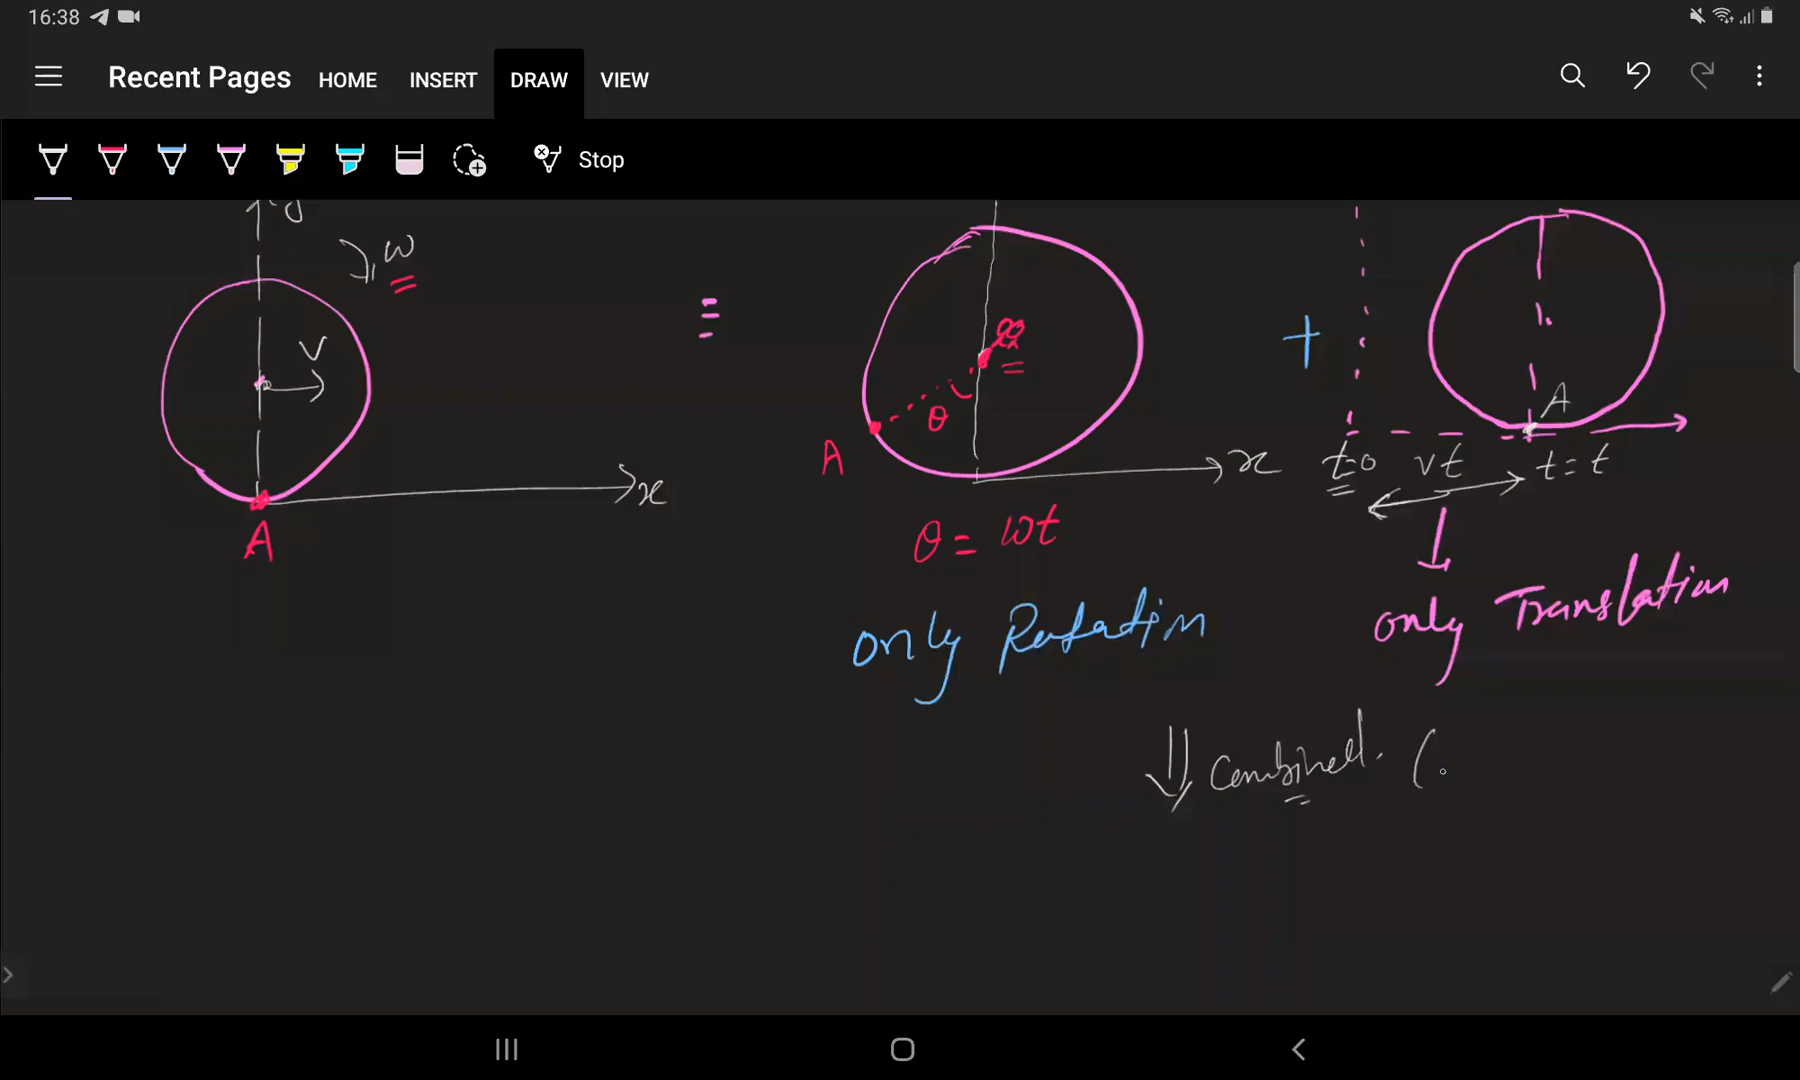 16:38
Recent Pages HOME INSERT DRAW VIEW
Stop
y
ω
V
x
A
θ
A
x
θ = ωt
only Rotation
+
A
t=0 vt t = t
only Translation
Combined. (